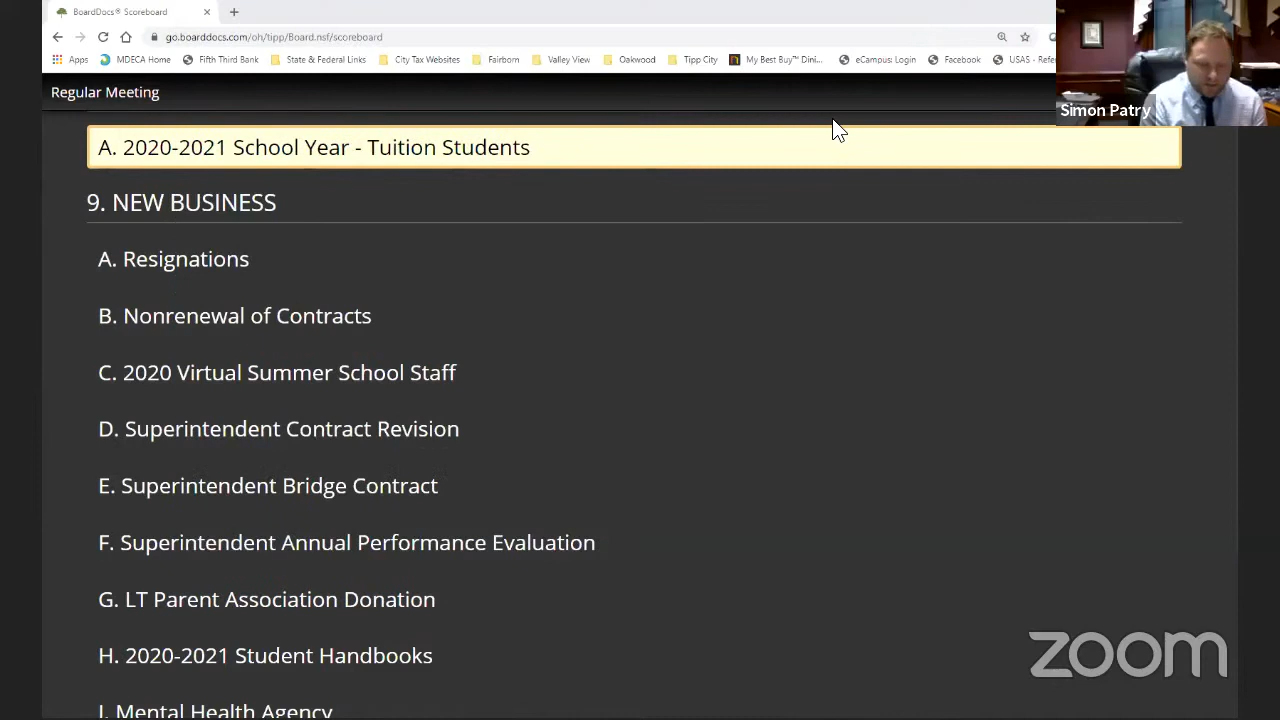 BoardDocs® Scoreboard
go.boarddocs.com/oh/tipp/Board.nsf/scoreboard
Apps MDECA Home Fifth Third Bank State & Federal Links City Tax Websites Fairborn Valley View Oakwood Tipp City My Best Buy™ Dini... eCampus: Login Facebook USAS - Refe
Regular Meeting
Simon Patry
A. 2020-2021 School Year - Tuition Students
9. NEW BUSINESS
A. Resignations
B. Nonrenewal of Contracts
C. 2020 Virtual Summer School Staff
D. Superintendent Contract Revision
E. Superintendent Bridge Contract
F. Superintendent Annual Performance Evaluation
G. LT Parent Association Donation
H. 2020-2021 Student Handbooks
I. Mental Health Agency
zoom